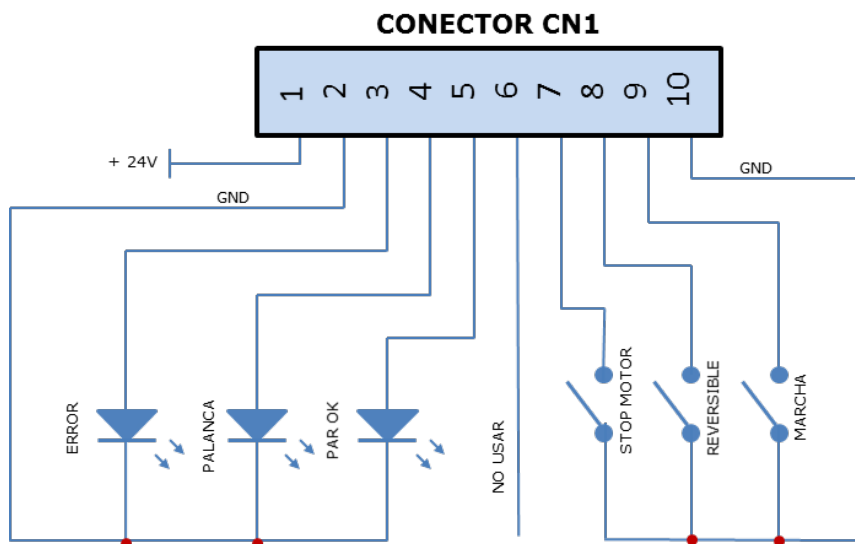 CONECTOR CN1
1 2 3 4 5 6 7 8 9 10
+ 24V
GND
GND
ERROR
PALANCA
PAR OK
NO USAR
STOP MOTOR
REVERSIBLE
MARCHA